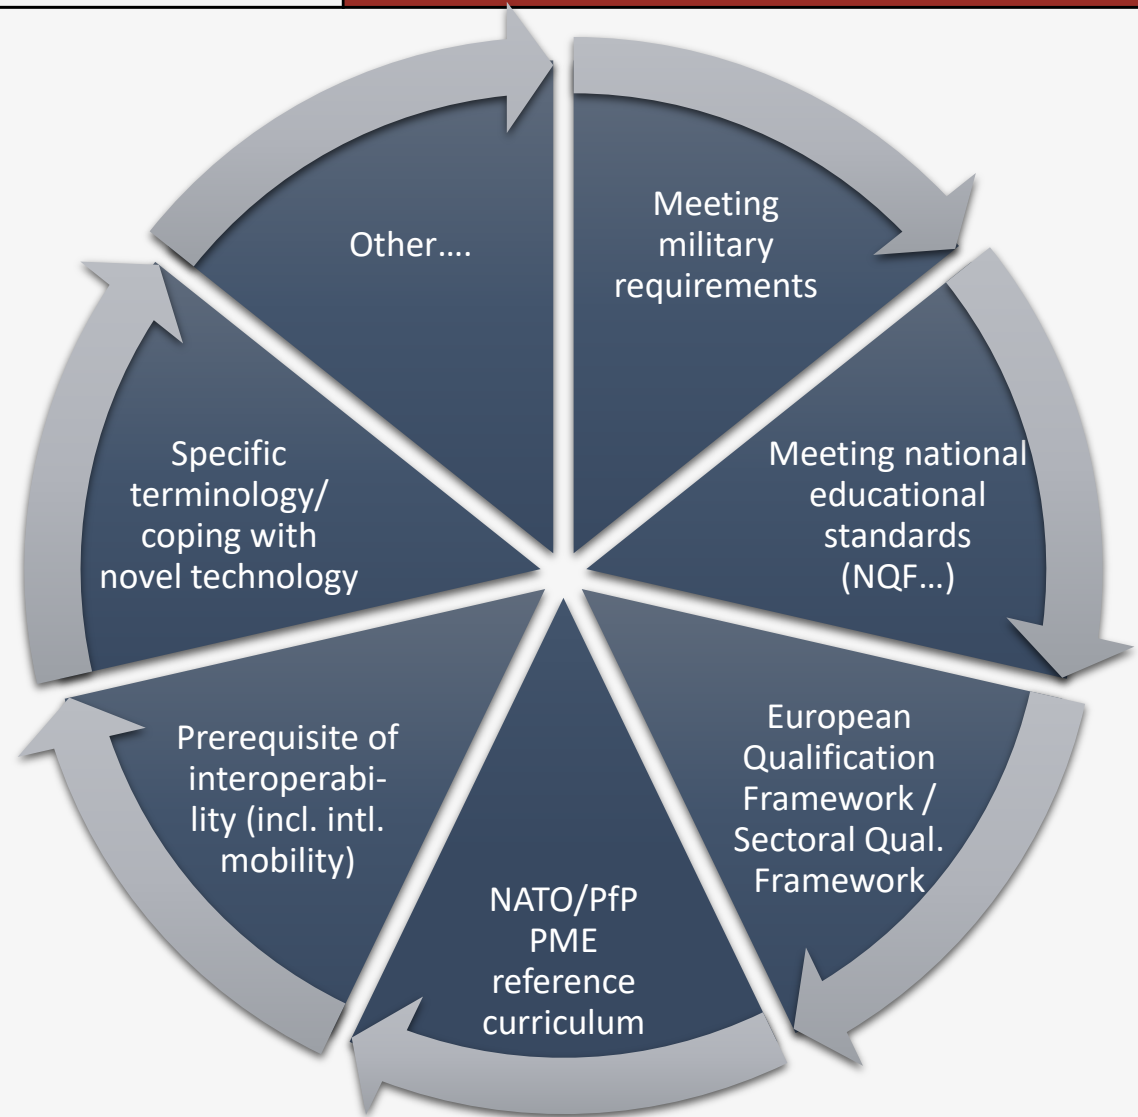 Meeting
military
requirements
Meeting national
educational
standards
(NQF…)
European
Qualification
Framework /
Sectoral Qual.
Framework
NATO/PfP
PME
reference
curriculum
Prerequisite of
interoperabi-
lity (incl. intl.
mobility)
Specific
terminology/
coping with
novel technology
Other….